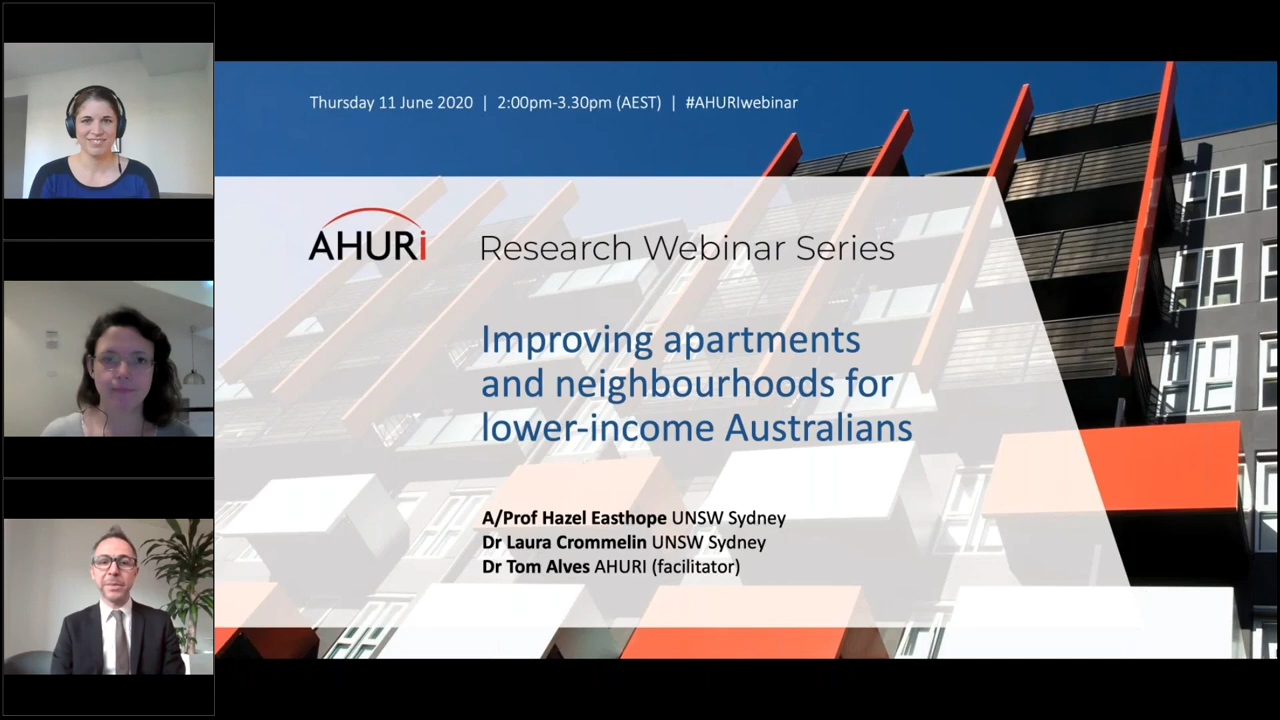 Thursday 11 June 2020 | 2:00pm-3.30pm (AEST) | #AHURIwebinar
AHURi Research Webinar Series
Improving apartments
and neighbourhoods for
lower-income Australians
A/Prof Hazel Easthope UNSW Sydney
Dr Laura Crommelin UNSW Sydney
Dr Tom Alves AHURI (facilitator)